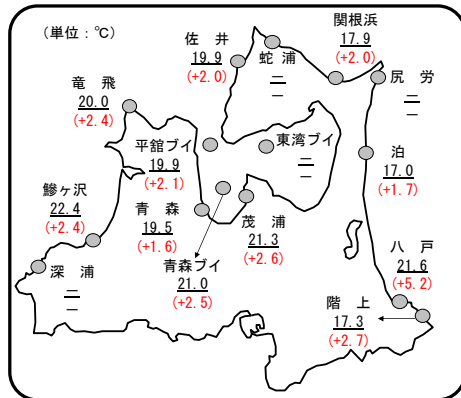 (単位：℃)
佐 井
19.9
(+2.0)
蛇 浦
関根浜
17.9
(+2.0)
尻 労
竜 飛
20.0
(+2.4)
平舘ブイ
19.9
(+2.1)
東湾ブイ
泊
17.0
(+1.7)
鰺ヶ沢
22.4
(+2.4)
青 森
19.5
(+1.6)
茂 浦
21.3
(+2.6)
青森ブイ
21.0
(+2.5)
深 浦
八 戸
21.6
(+5.2)
階 上
17.3
(+2.7)